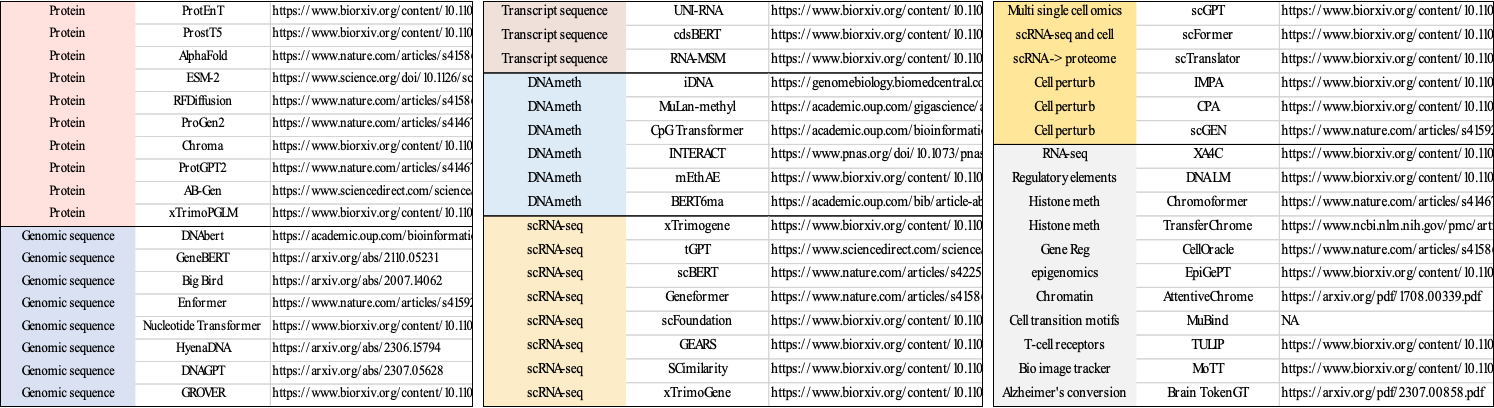 Protein ProtEnT https://www.biorxiv.org/content/10.110
Protein ProstT5 https://www.biorxiv.org/content/10.110
Protein AlphaFold https://www.nature.com/articles/s4158
Protein ESM-2 https://www.science.org/doi/10.1126/sc
Protein RFDiffusion https://www.nature.com/articles/s4158
Protein ProGen2 https://www.nature.com/articles/s4146
Protein Chroma https://www.biorxiv.org/content/10.110
Protein ProtGPT2 https://www.nature.com/articles/s4146
Protein AB-Gen https://www.sciencedirect.com/science
Protein xTrimoPGLM https://www.biorxiv.org/content/10.110
Genomic sequence DNAbert https://academic.oup.com/bioinformati
Genomic sequence GeneBERT https://arxiv.org/abs/2110.05231
Genomic sequence Big Bird https://arxiv.org/abs/2007.14062
Genomic sequence Enformer https://www.nature.com/articles/s4159
Genomic sequence Nucleotide Transformer https://www.biorxiv.org/content/10.110
Genomic sequence HyenaDNA https://arxiv.org/abs/2306.15794
Genomic sequence DNAGPT https://arxiv.org/abs/2307.05628
Genomic sequence GROVER https://www.biorxiv.org/content/10.110
Transcript sequence UNI-RNA https://www.biorxiv.org/content/10.110
Transcript sequence cdsBERT https://www.biorxiv.org/content/10.110
Transcript sequence RNA-MSM https://www.biorxiv.org/content/10.110
DNAmeth iDNA https://genomebiology.biomedcentral.co
DNAmeth MuLan-methyl https://academic.oup.com/gigascience/a
DNAmeth CpG Transformer https://academic.oup.com/bioinformati
DNAmeth INTERACT https://www.pnas.org/doi/10.1073/pnas
DNAmeth mEthAE https://www.biorxiv.org/content/10.110
DNAmeth BERT6ma https://academic.oup.com/bib/article-ab
scRNA-seq xTrimogene https://www.biorxiv.org/content/10.110
scRNA-seq tGPT https://www.sciencedirect.com/science
scRNA-seq scBERT https://www.nature.com/articles/s4225
scRNA-seq Geneformer https://www.nature.com/articles/s4158
scRNA-seq scFoundation https://www.biorxiv.org/content/10.110
scRNA-seq GEARS https://www.biorxiv.org/content/10.110
scRNA-seq SCimilarity https://www.biorxiv.org/content/10.110
scRNA-seq xTrimoGene https://www.biorxiv.org/content/10.110
Multi single cell omics scGPT https://www.biorxiv.org/content/10.110
scRNA-seq and cell scFormer https://www.biorxiv.org/content/10.110
scRNA-> proteome scTranslator https://www.biorxiv.org/content/10.110
Cell perturb IMPA https://www.biorxiv.org/content/10.110
Cell perturb CPA https://www.biorxiv.org/content/10.110
Cell perturb scGEN https://www.nature.com/articles/s4159
RNA-seq XA4C https://www.biorxiv.org/content/10.110
Regulatory elements DNALM https://www.biorxiv.org/content/10.110
Histone meth Chromoformer https://www.nature.com/articles/s4146
Histone meth TransferChrome https://www.ncbi.nlm.nih.gov/pmc/art
Gene Reg CellOracle https://www.nature.com/articles/s4158
epigenomics EpiGePT https://www.biorxiv.org/content/10.110
Chromatin AttentiveChrome https://arxiv.org/pdf/1708.00339.pdf
Cell transition motifs MuBind NA
T-cell receptors TULIP https://www.biorxiv.org/content/10.110
Bio image tracker MoTT https://www.biorxiv.org/content/10.110
Alzheimer's conversion Brain TokenGT https://arxiv.org/pdf/2307.00858.pdf